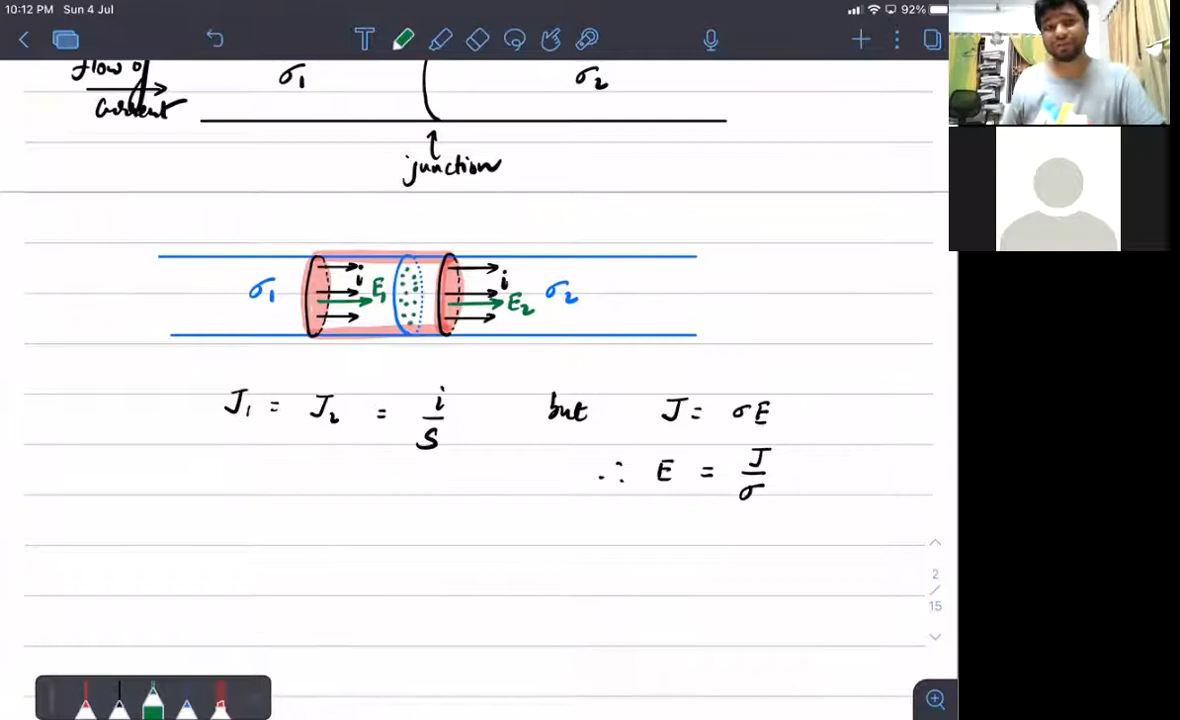 10:12 PM Sun 4 Jul 92%
T
flow o
current
σ1 σ2
junction
σ1 i E1 i E2 σ2
J1 = J2 = i/S but J = σE
∴ E = J/σ
2
/
15